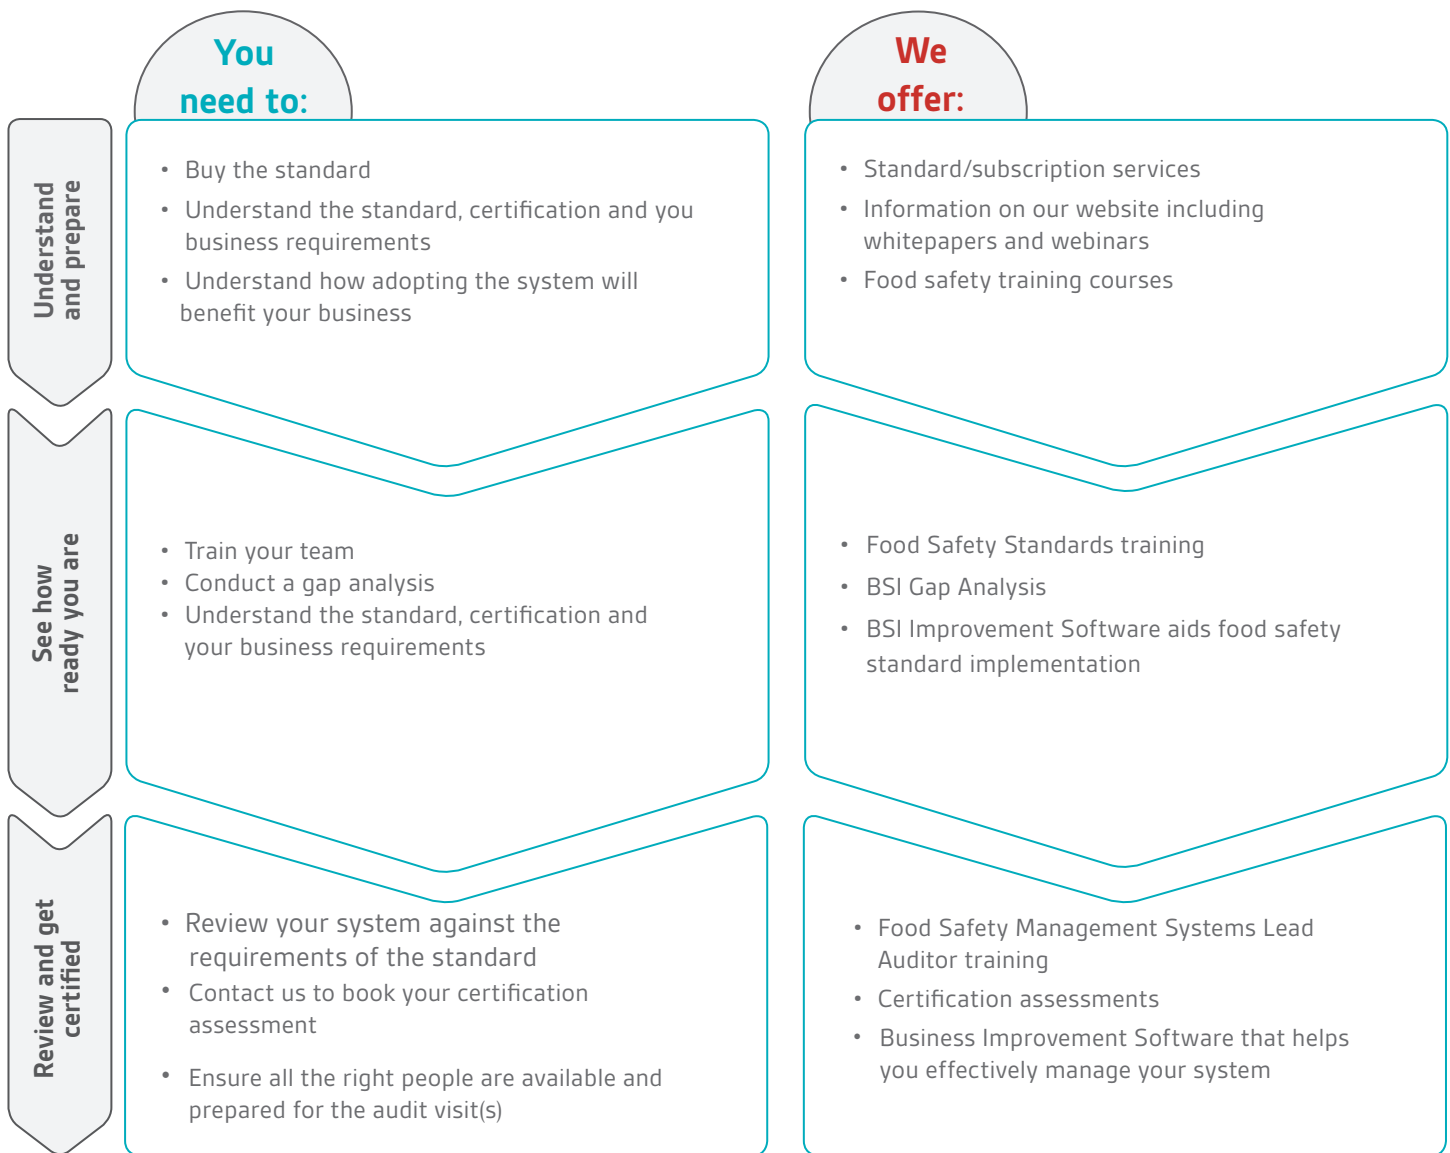 You
need to:
We
offer:
Understand
and prepare
• Buy the standard
• Understand the standard, certification and you
business requirements
• Understand how adopting the system will
benefit your business
• Standard/subscription services
• Information on our website including
whitepapers and webinars
• Food safety training courses
See how
ready you are
• Train your team
• Conduct a gap analysis
• Understand the standard, certification and
your business requirements
• Food Safety Standards training
• BSI Gap Analysis
• BSI Improvement Software aids food safety
standard implementation
Review and get
certified
• Review your system against the
requirements of the standard
• Contact us to book your certification
assessment
• Ensure all the right people are available and
prepared for the audit visit(s)
• Food Safety Management Systems Lead
Auditor training
• Certification assessments
• Business Improvement Software that helps
you effectively manage your system